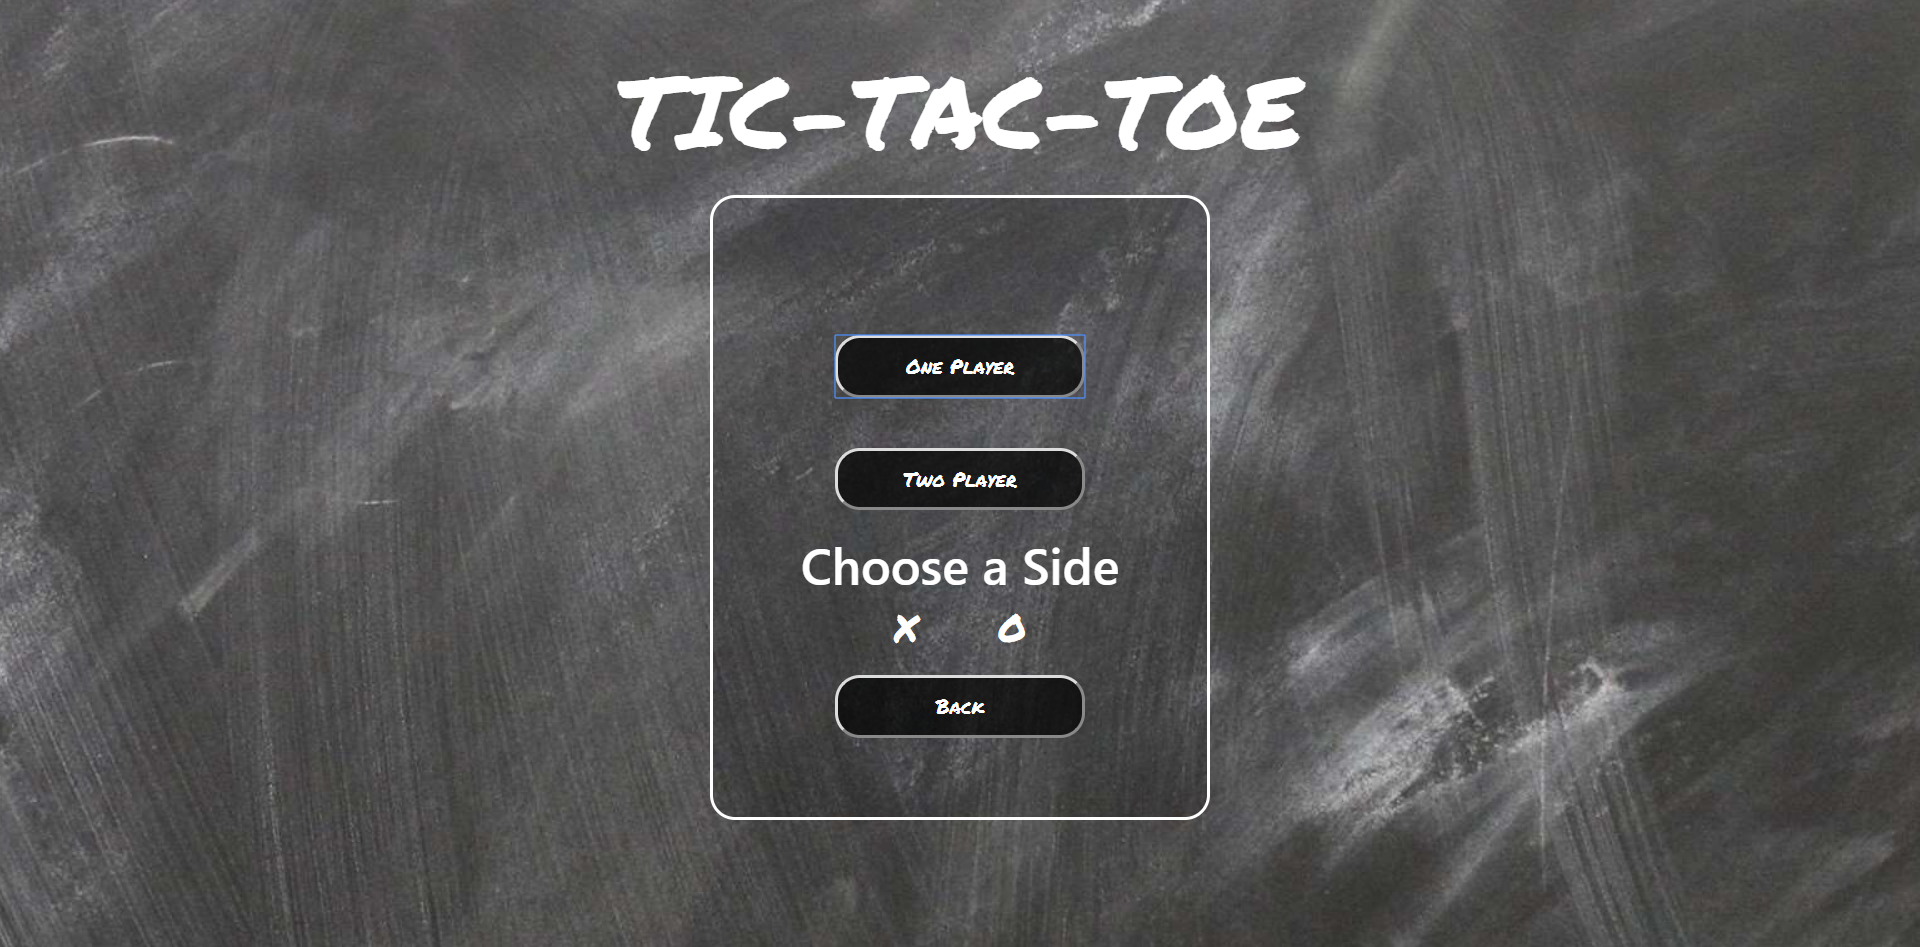 TIC-TAC-TOE
One Player
Two Player
Choose a Side
X O
Back